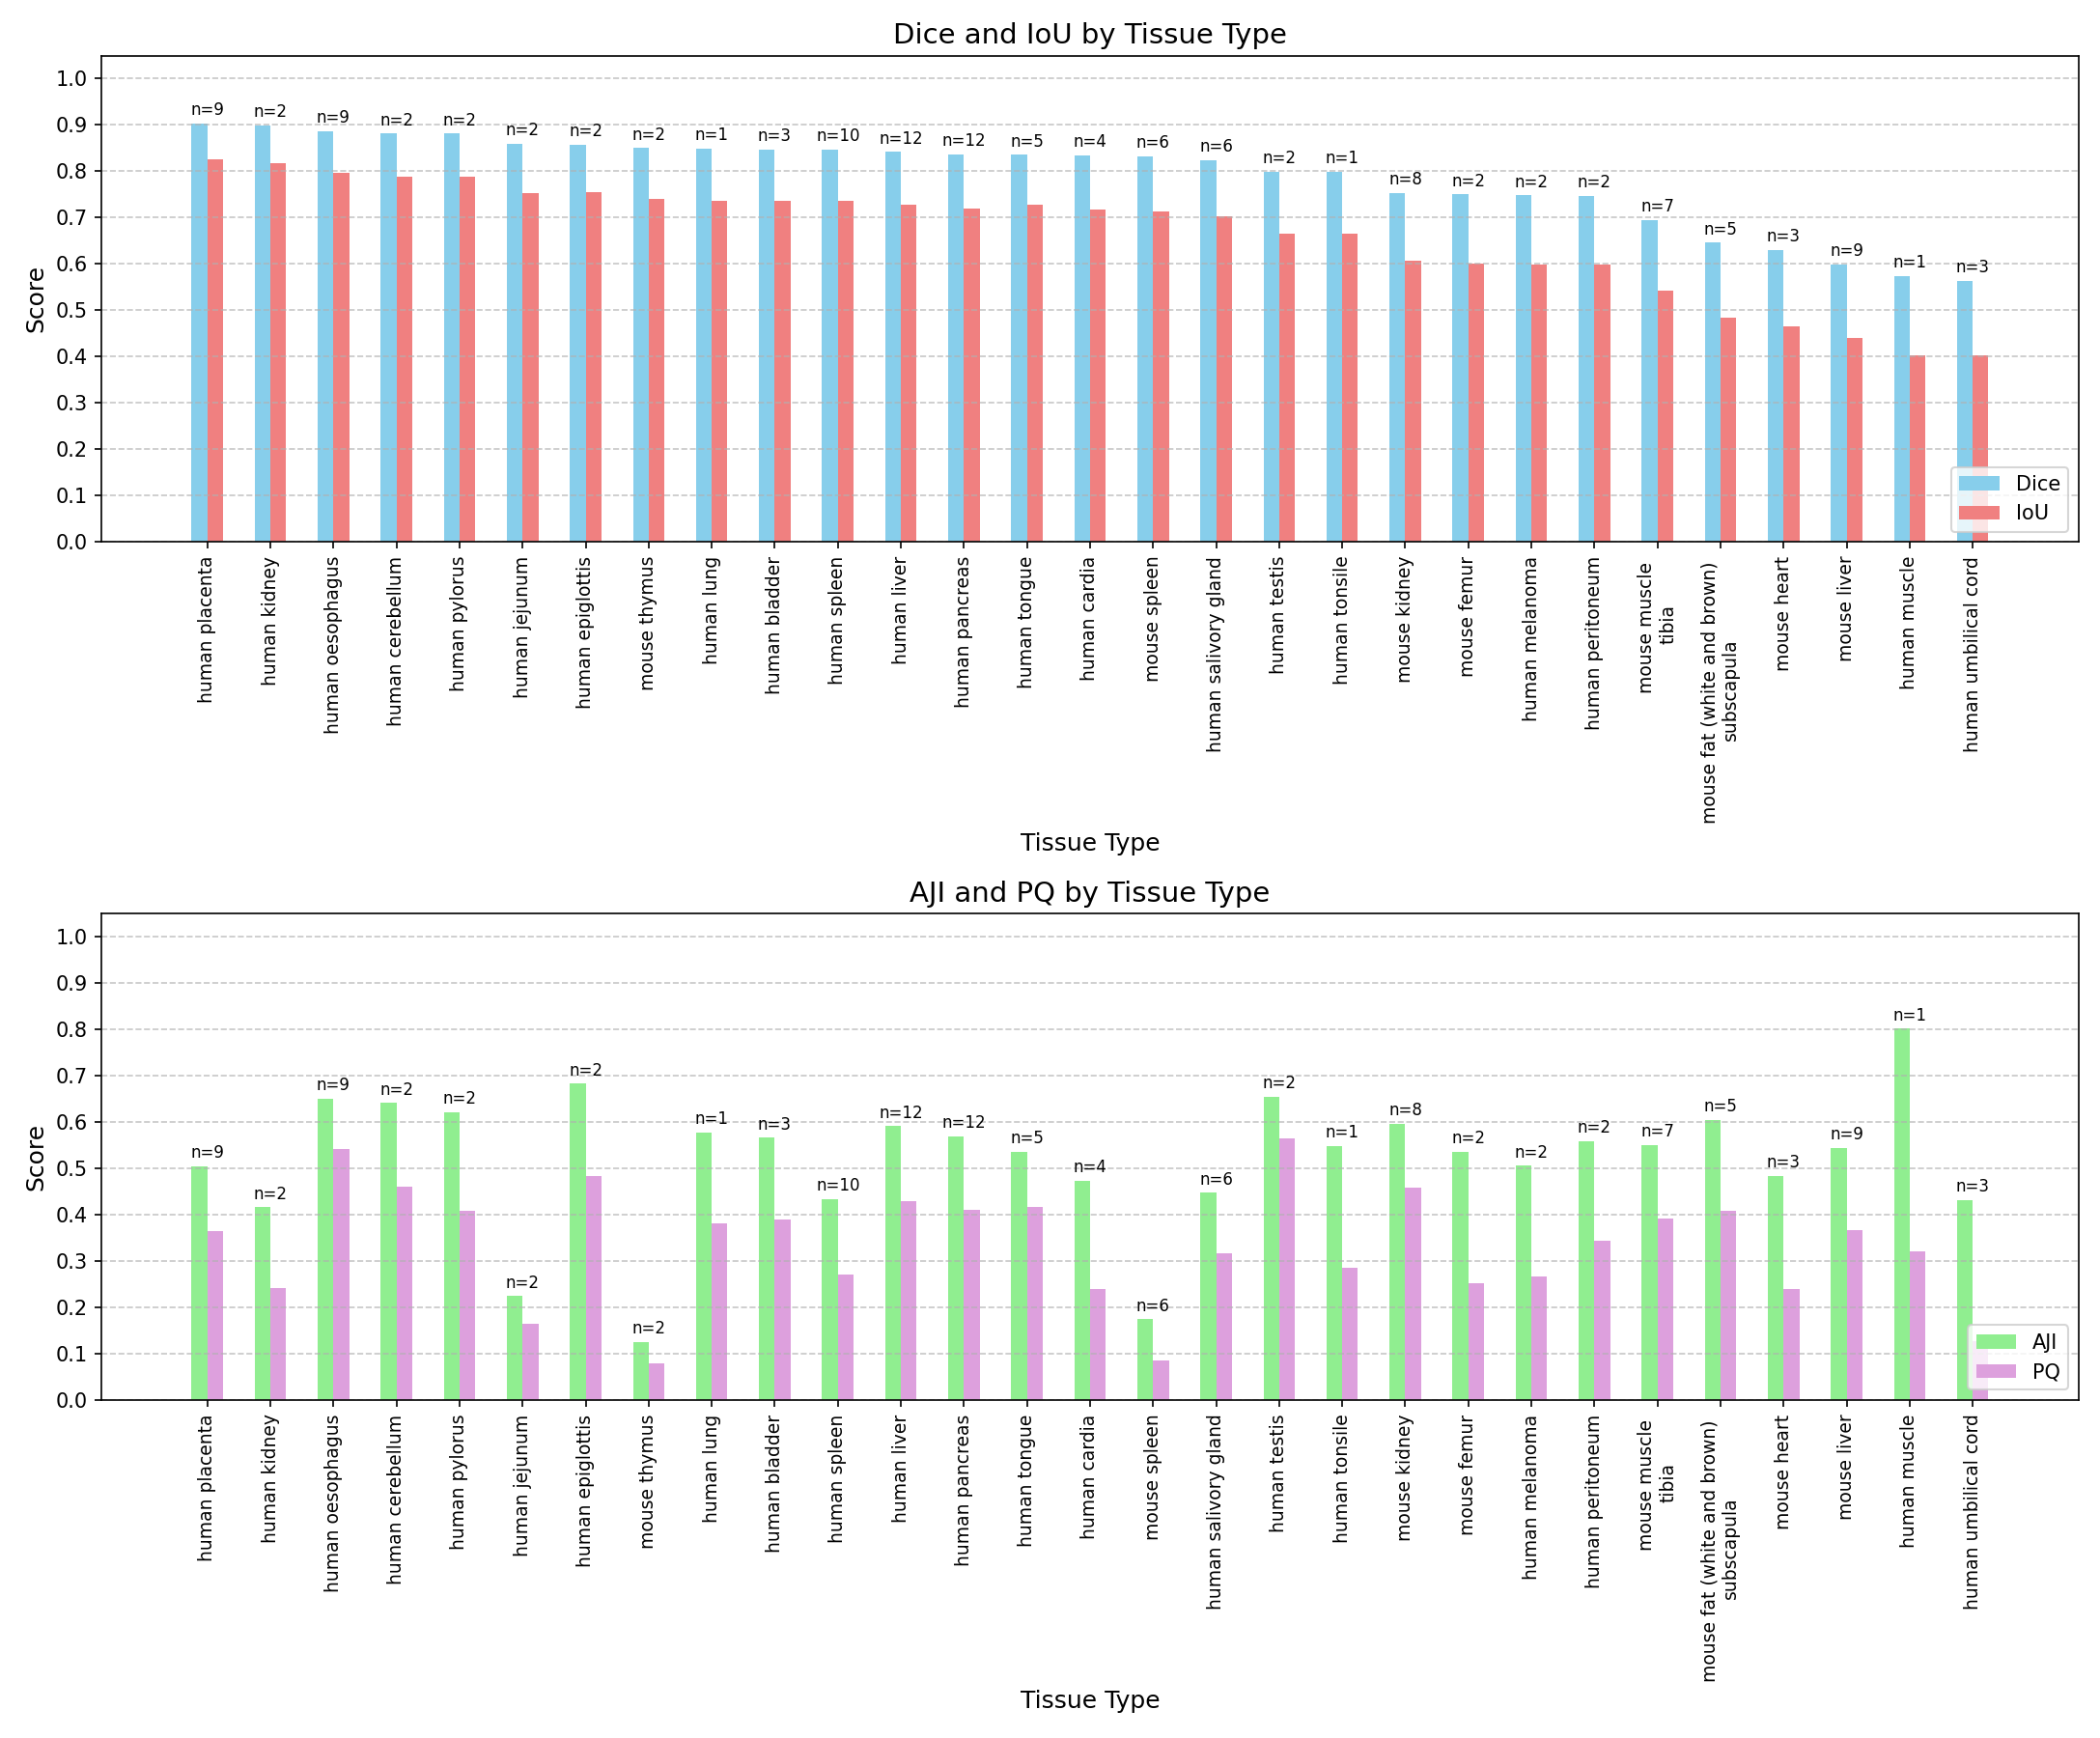 Dice and IoU by Tissue Type
Score
1.0
0.9
0.8
0.7
0.6
0.5
0.4
0.3
0.2
0.1
0.0
n=9 n=2 n=9 n=2 n=2 n=2 n=2 n=2 n=1 n=3 n=10 n=12 n=12 n=5 n=4 n=6 n=6 n=2 n=1 n=8 n=2 n=2 n=2 n=7 n=5 n=3 n=9 n=1 n=3
Dice
IoU
human placenta
human kidney
human oesophagus
human cerebellum
human pylorus
human jejunum
human epiglottis
mouse thymus
human lung
human bladder
human spleen
human liver
human pancreas
human tongue
human cardia
mouse spleen
human salivory gland
human testis
human tonsile
mouse kidney
mouse femur
human melanoma
human peritoneum
mouse muscle
tibia
mouse fat (white and brown)
subscapula
mouse heart
mouse liver
human muscle
human umbilical cord
Tissue Type
AJI and PQ by Tissue Type
Score
1.0
0.9
0.8
0.7
0.6
0.5
0.4
0.3
0.2
0.1
0.0
n=9 n=2 n=9 n=2 n=2 n=2 n=2 n=2 n=1 n=3 n=10 n=12 n=12 n=5 n=4 n=6 n=6 n=2 n=1 n=8 n=2 n=2 n=2 n=7 n=5 n=3 n=9 n=1 n=3
AJI
PQ
human placenta
human kidney
human oesophagus
human cerebellum
human pylorus
human jejunum
human epiglottis
mouse thymus
human lung
human bladder
human spleen
human liver
human pancreas
human tongue
human cardia
mouse spleen
human salivory gland
human testis
human tonsile
mouse kidney
mouse femur
human melanoma
human peritoneum
mouse muscle
tibia
mouse fat (white and brown)
subscapula
mouse heart
mouse liver
human muscle
human umbilical cord
Tissue Type